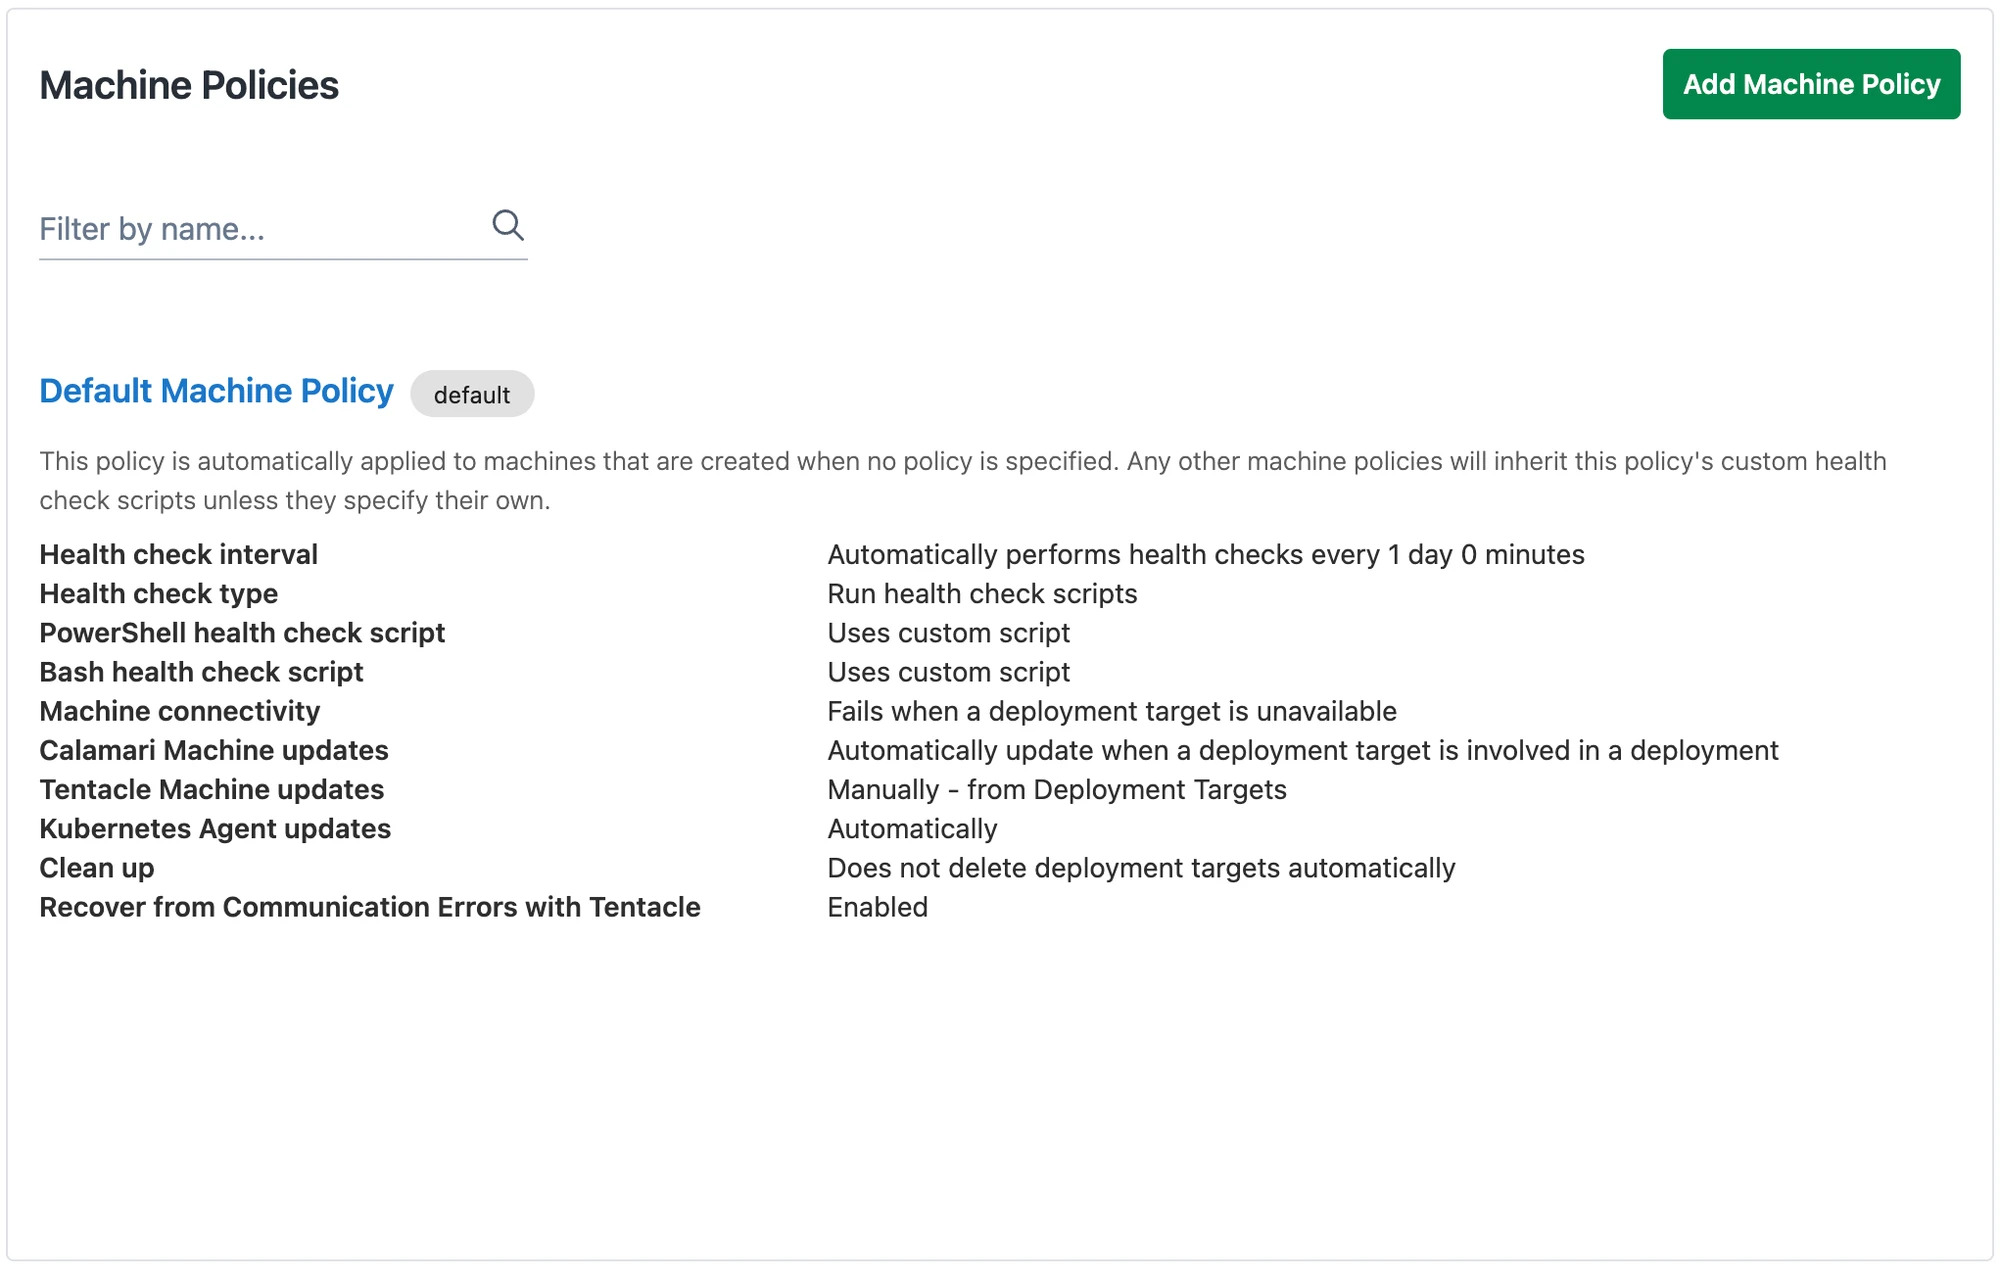 Machine Policies
Add Machine Policy
Filter by name...
Default Machine Policy default
This policy is automatically applied to machines that are created when no policy is specified. Any other machine policies will inherit this policy's custom health
check scripts unless they specify their own.
Health check interval Automatically performs health checks every 1 day 0 minutes
Health check type Run health check scripts
PowerShell health check script Uses custom script
Bash health check script Uses custom script
Machine connectivity Fails when a deployment target is unavailable
Calamari Machine updates Automatically update when a deployment target is involved in a deployment
Tentacle Machine updates Manually - from Deployment Targets
Kubernetes Agent updates Automatically
Clean up Does not delete deployment targets automatically
Recover from Communication Errors with Tentacle Enabled